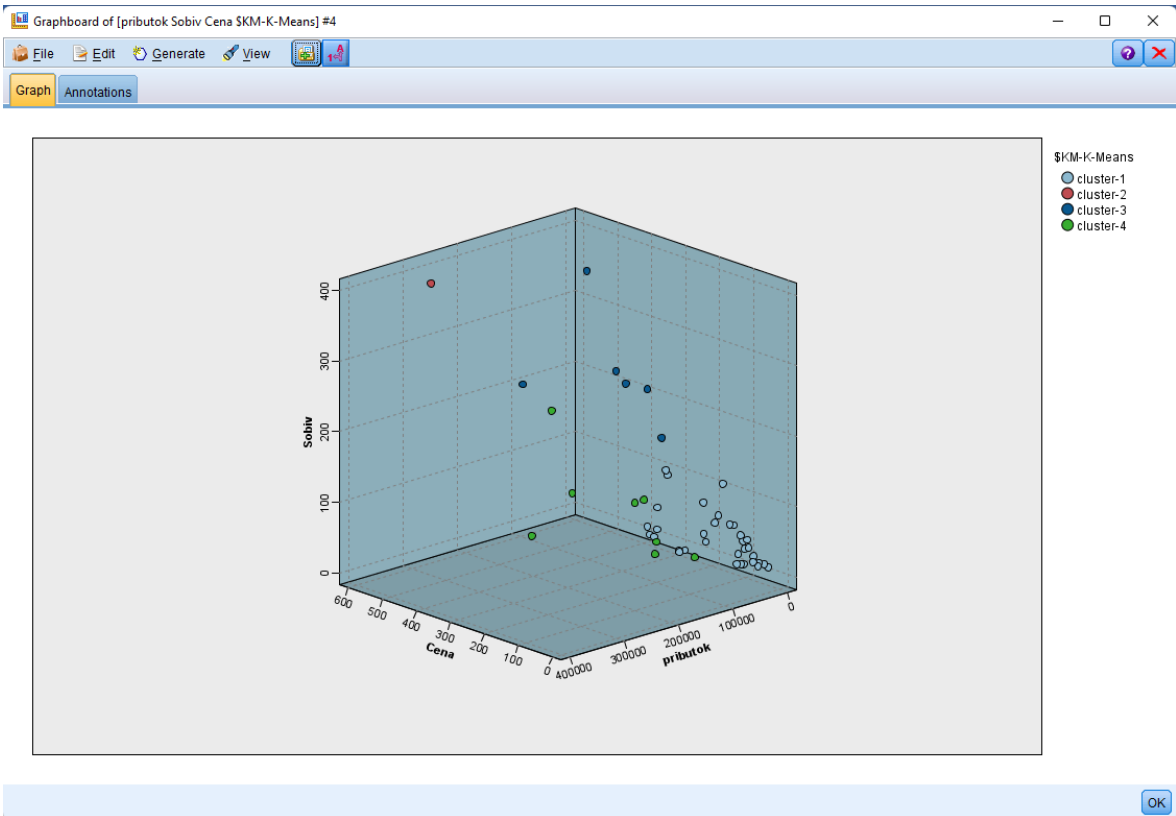 Graphboard of [pributok Sobiv Cena $KM-K-Means] #4
File Edit Generate View
Graph Annotations
$KM-K-Means
cluster-1
cluster-2
cluster-3
cluster-4
400
300
200
100
0
Sobiv
600 500 400 300 200 100 0
Cena
400000 300000 200000 100000 0
pributok
OK